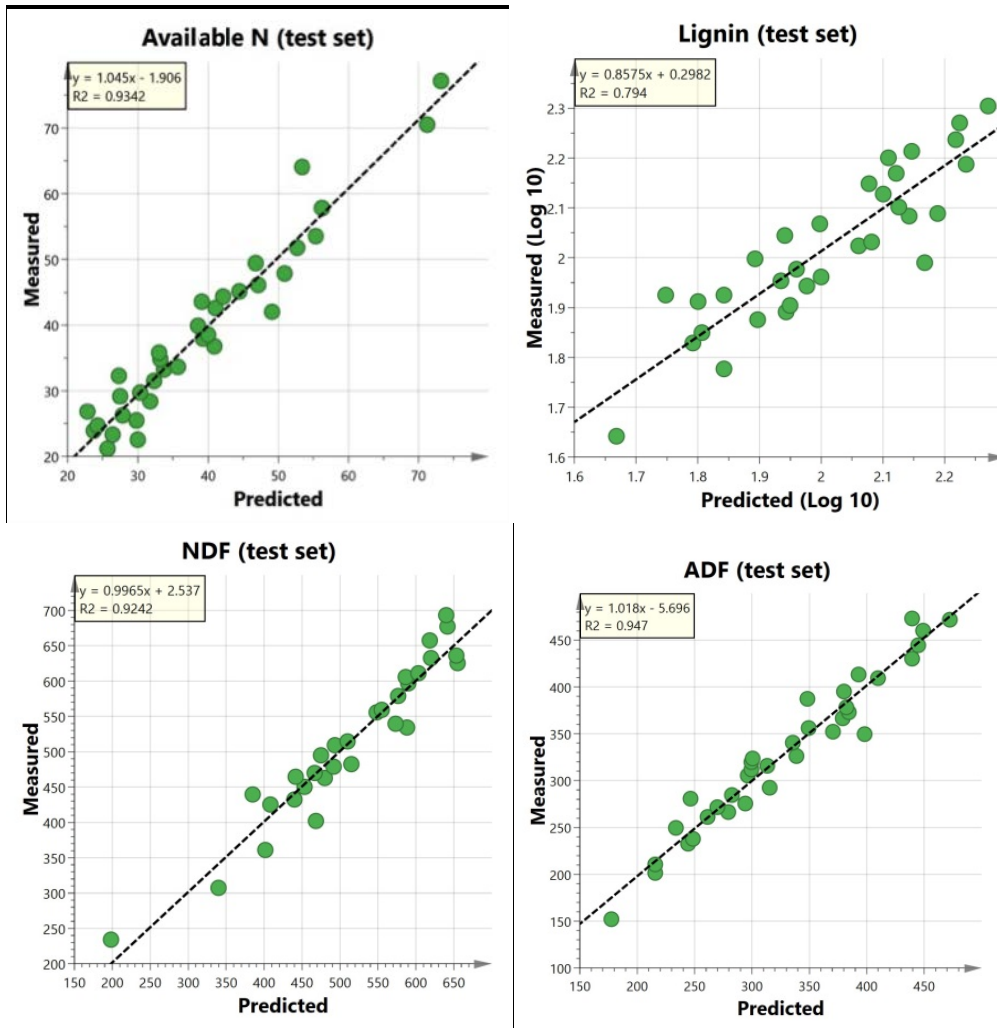 Available N (test set)
y = 1.045x - 1.906
R2 = 0.9342
70
60
50
40
30
20
20 30 40 50 60 70
Measured
Predicted
Lignin (test set)
y = 0.8575x + 0.2982
R2 = 0.794
2.3
2.2
2.1
2
1.9
1.8
1.7
1.6
1.6 1.7 1.8 1.9 2 2.1 2.2
Measured (Log 10)
Predicted (Log 10)
NDF (test set)
y = 0.9965x + 2.537
R2 = 0.9242
700
650
600
550
500
450
400
350
300
250
200
150 200 250 300 350 400 450 500 550 600 650
Measured
Predicted
ADF (test set)
y = 1.018x - 5.696
R2 = 0.947
450
400
350
300
250
200
150
100
150 200 250 300 350 400 450
Measured
Predicted